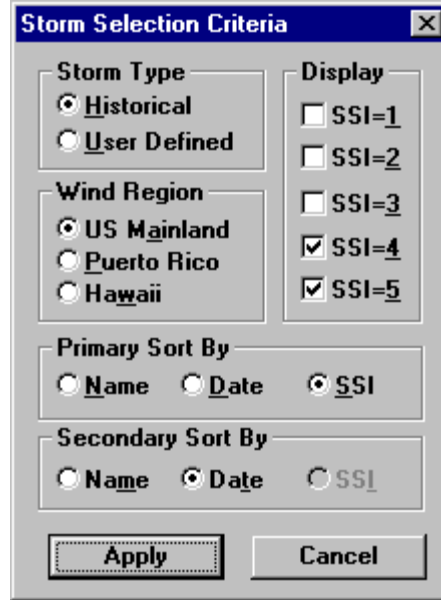 Storm Selection Criteria
Storm Type
Historical
User Defined
Display
SSI=1
SSI=2
SSI=3
SSI=4
SSI=5
Wind Region
US Mainland
Puerto Rico
Hawaii
Primary Sort By
Name Date SSI
Secondary Sort By
Name Date SSI
Apply Cancel